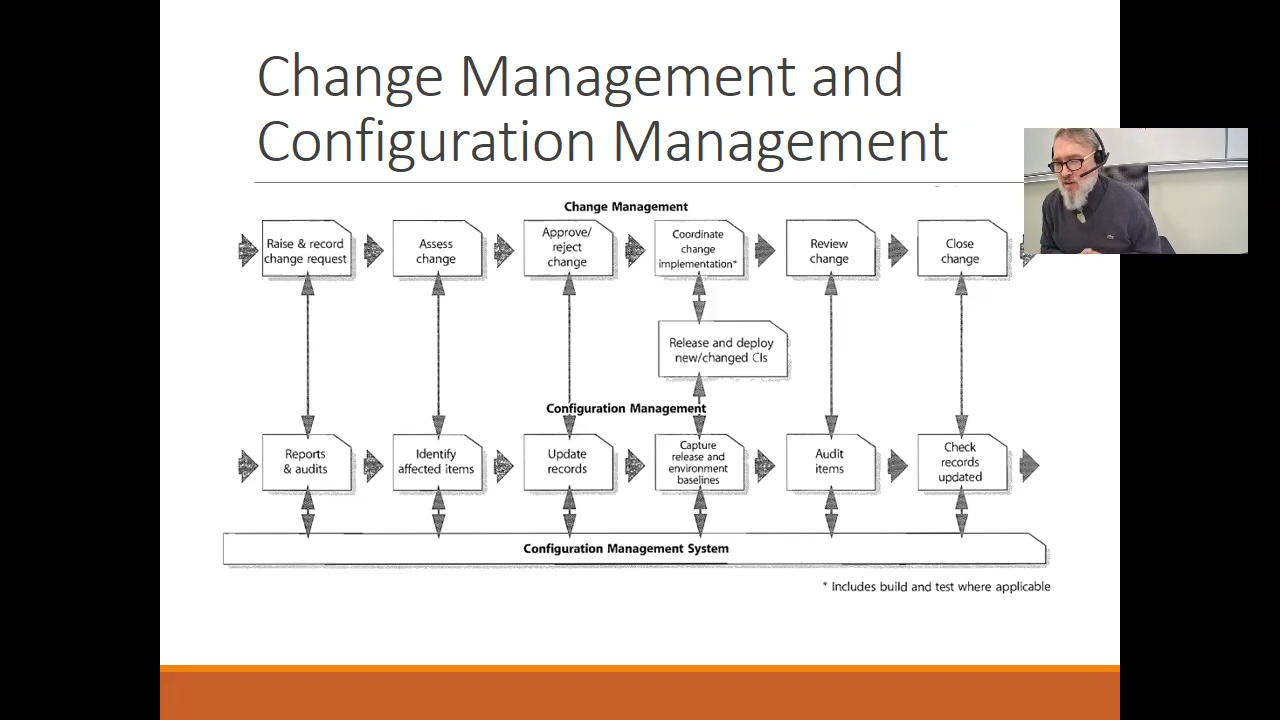 Change Management and
Configuration Management
Change Management
Raise & record
change request
Assess
change
Approve/
reject
change
Coordinate
change
implementation*
Review
change
Close
change
Release and deploy
new/changed CIs
Configuration Management
Reports
& audits
Identify
affected items
Update
records
Capture
release and
environment
baselines
Audit
items
Check
records
updated
Configuration Management System
* Includes build and test where applicable